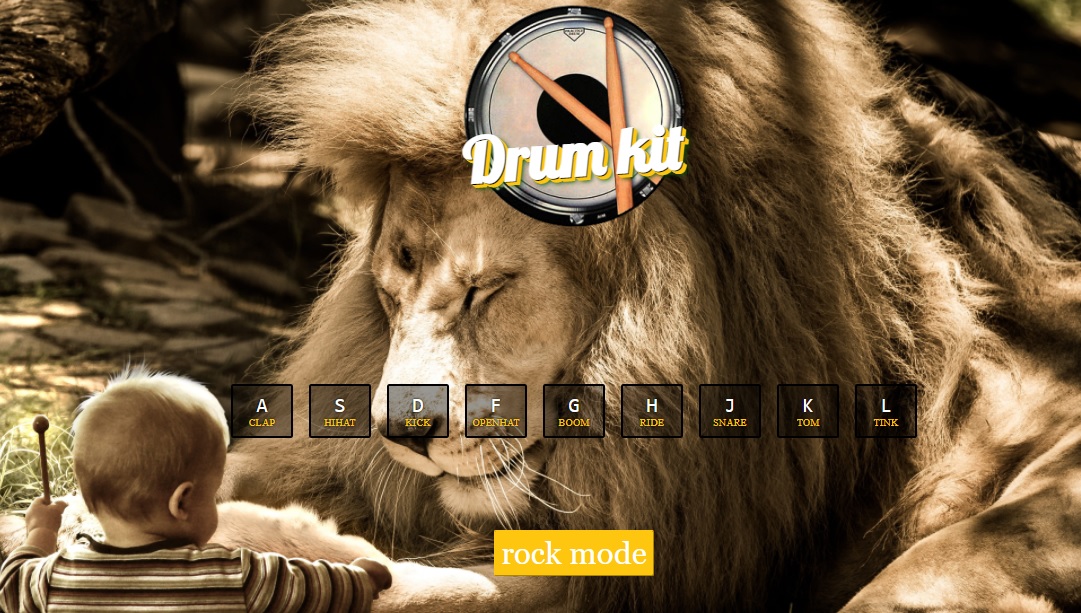 Drum kit
A S D F G H J K L
CLAP HIHAT KICK OPENHAT BOOM RIDE SNARE TOM TINK
rock mode